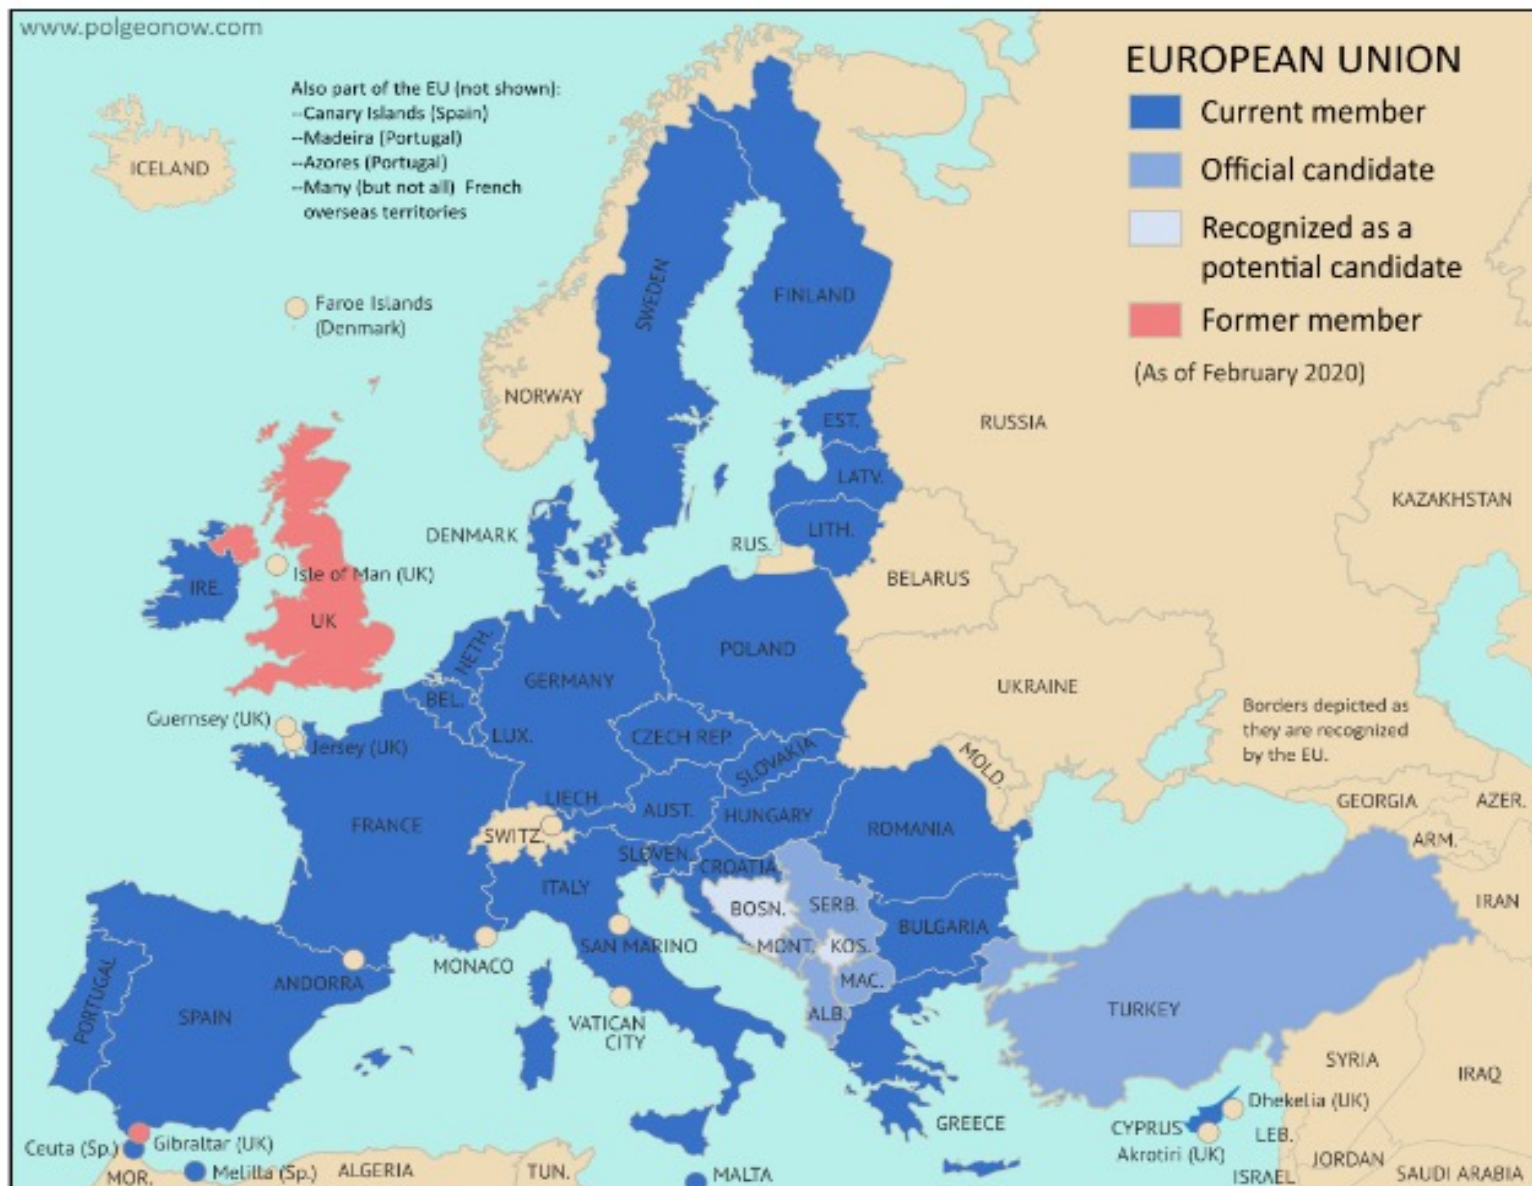 www.polgeonow.com
Also part of the EU (not shown):
--Canary Islands (Spain)
--Madeira (Portugal)
--Azores (Portugal)
--Many (but not all) French
overseas territories
EUROPEAN UNION
Current member
Official candidate
Recognized as a
potential candidate
Former member
(As of February 2020)
ICELAND
Faroe Islands
(Denmark)
SWEDEN
FINLAND
NORWAY
RUSSIA
EST.
LATV.
LITH.
RUS.
DENMARK
KAZAKHSTAN
BELARUS
IRE.
Isle of Man (UK)
UK
NETH.
BEL.
LUX.
GERMANY
POLAND
UKRAINE
Borders depicted as
they are recognized
by the EU.
Guernsey (UK)
Jersey (UK)
CZECH REP.
SLOVAKIA
MOLD.
LIECH.
AUST.
HUNGARY
FRANCE
SWITZ.
ROMANIA
GEORGIA
AZER.
ARM.
SLOVEN.
CROATIA
ITALY
BOSN.
SERB.
BULGARIA
IRAN
SAN MARINO
MONT.
KOS.
MONACO
ANDORRA
MAC.
ALB.
PORTUGAL
SPAIN
VATICAN
CITY
TURKEY
SYRIA
IRAQ
GREECE
Dhekelia (UK)
CYPRUS
Akrotiri (UK)
LEB.
Ceuta (Sp.)
Gibraltar (UK)
MOR.
Melilla (Sp.)
ALGERIA
TUN.
MALTA
ISRAEL
JORDAN
SAUDI ARABIA